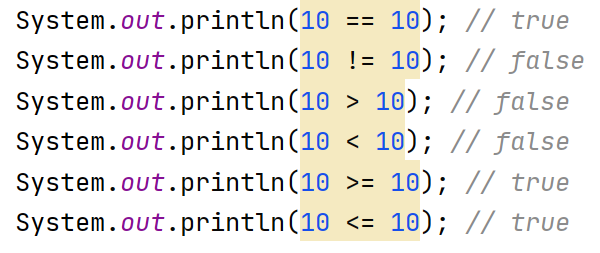 System.out.println(10 == 10); // true
System.out.println(10 != 10); // false
System.out.println(10 > 10); // false
System.out.println(10 < 10); // false
System.out.println(10 >= 10); // true
System.out.println(10 <= 10); // true